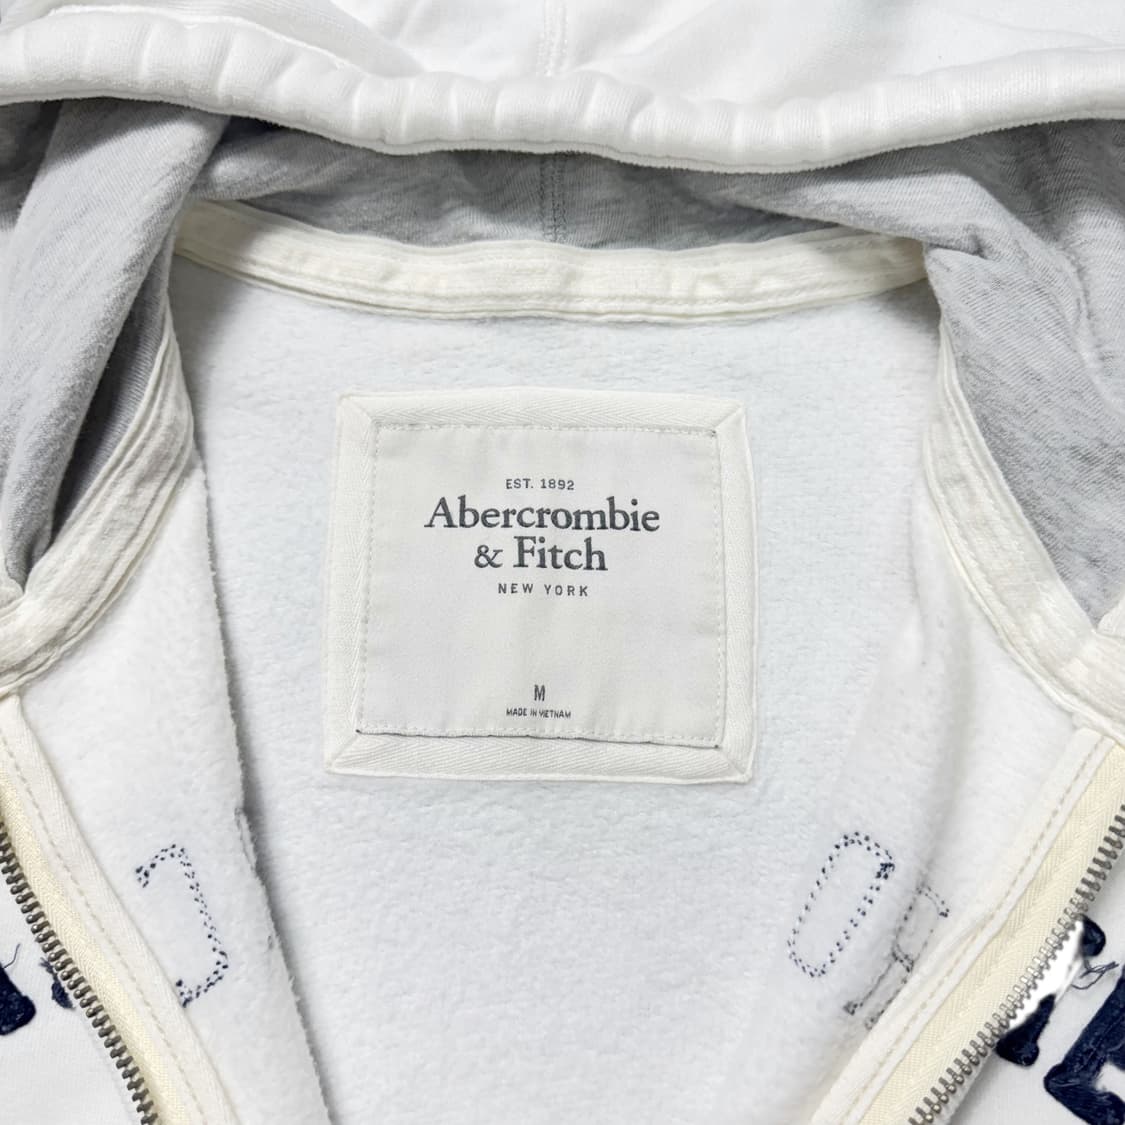 EST. 1892
Abercrombie
& Fitch
NEW YORK
M
MADE IN VIETNAM